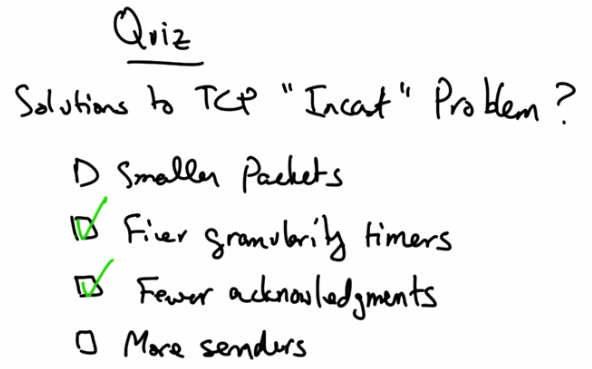 Quiz
Solutions to TCP "Incast" Problem?
Smaller Packets
Finer granularity timers
Fewer acknowledgments
More senders